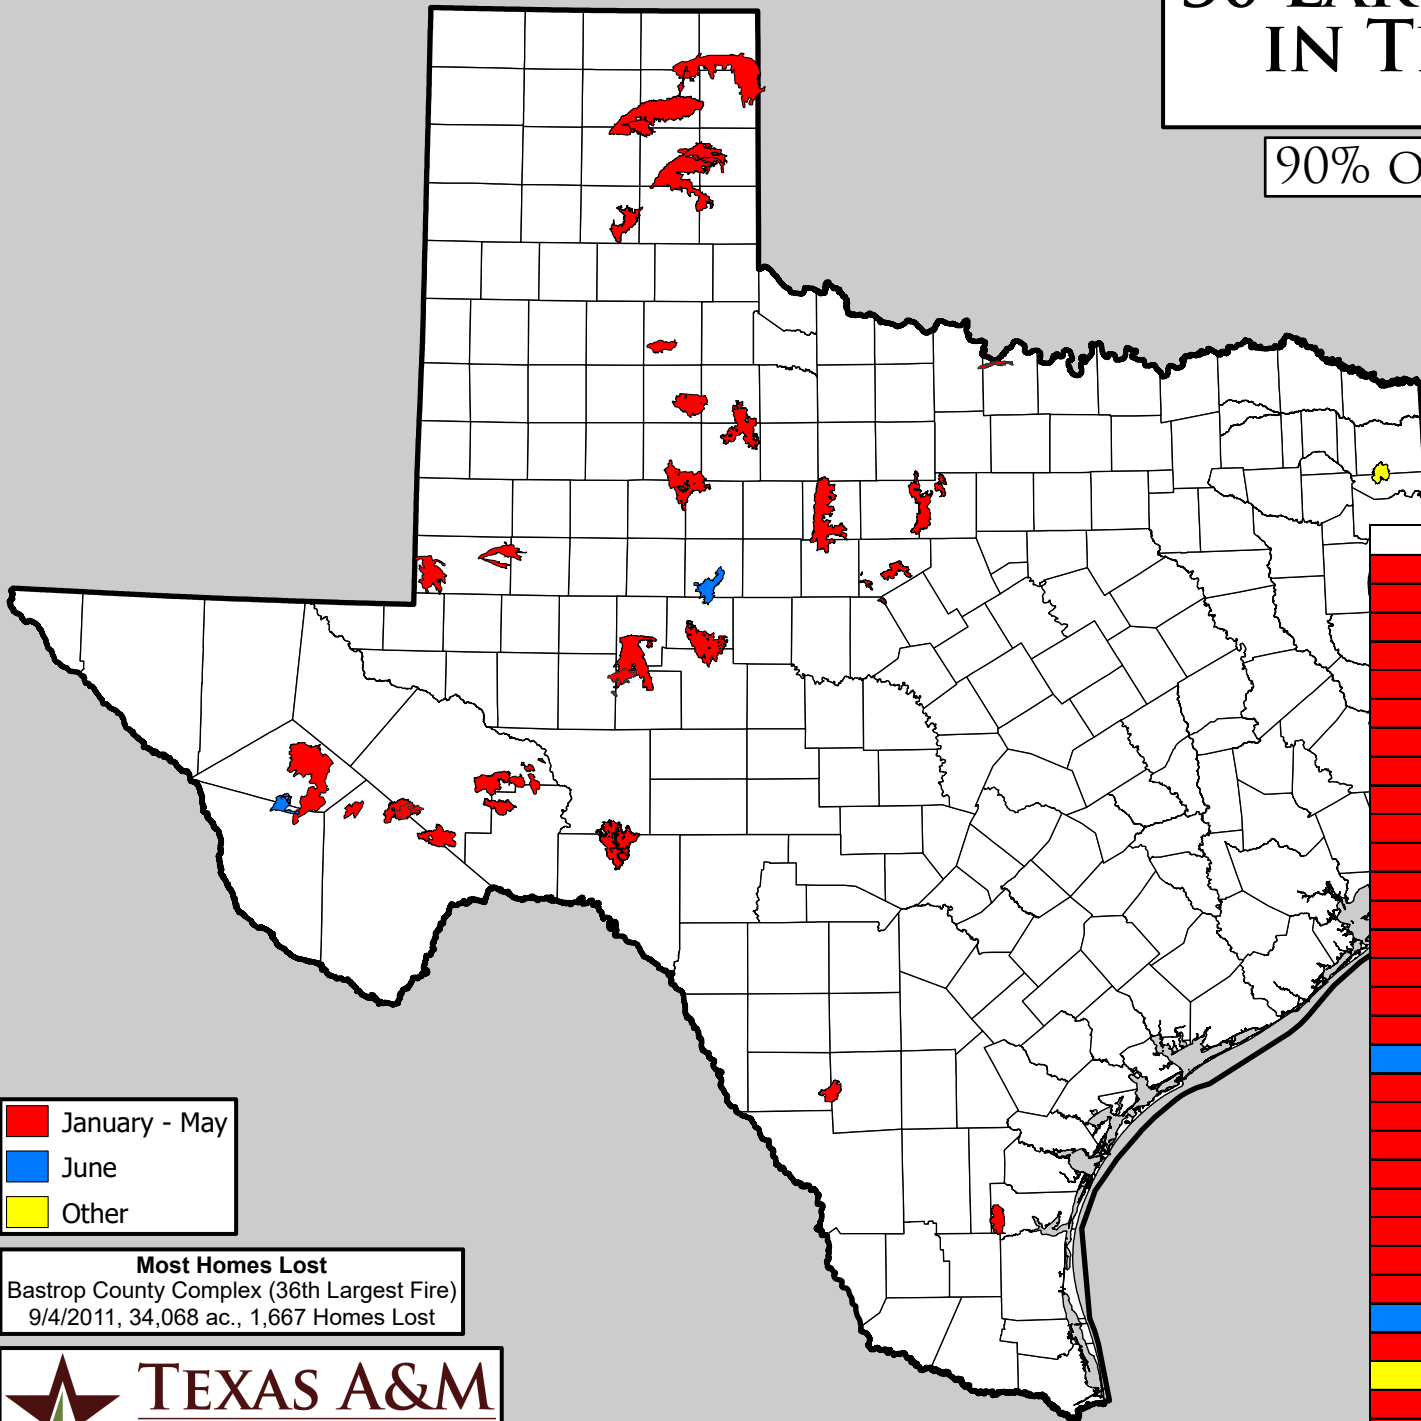 IN
90%
January - May
June
Other
Most Homes Lost
Bastrop County Complex (36th Largest Fire)
9/4/2011, 34,068 ac., 1,667 Homes Lost
TEXAS A&M